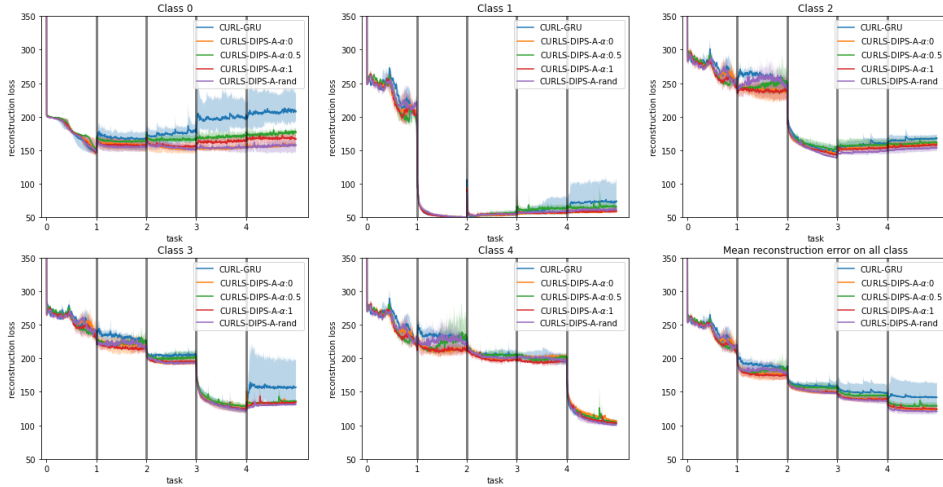 Class 0
reconstruction loss
350
300
250
200
150
100
50
0
1
2
3
4
task
CURL-GRU
CURLS-DIPS-A-α:0
CURLS-DIPS-A-α:0.5
CURLS-DIPS-A-α:1
CURLS-DIPS-A-rand
Class 1
reconstruction loss
350
300
250
200
150
100
50
0
1
2
3
4
task
CURL-GRU
CURLS-DIPS-A-α:0
CURLS-DIPS-A-α:0.5
CURLS-DIPS-A-α:1
CURLS-DIPS-A-rand
Class 2
reconstruction loss
350
300
250
200
150
100
50
0
1
2
3
4
task
CURL-GRU
CURLS-DIPS-A-α:0
CURLS-DIPS-A-α:0.5
CURLS-DIPS-A-α:1
CURLS-DIPS-A-rand
Class 3
reconstruction loss
350
300
250
200
150
100
50
0
1
2
3
4
task
CURL-GRU
CURLS-DIPS-A-α:0
CURLS-DIPS-A-α:0.5
CURLS-DIPS-A-α:1
CURLS-DIPS-A-rand
Class 4
reconstruction loss
350
300
250
200
150
100
50
0
1
2
3
4
task
CURL-GRU
CURLS-DIPS-A-α:0
CURLS-DIPS-A-α:0.5
CURLS-DIPS-A-α:1
CURLS-DIPS-A-rand
Mean reconstruction error on all class
reconstruction loss
350
300
250
200
150
100
50
0
1
2
3
4
task
CURL-GRU
CURLS-DIPS-A-α:0
CURLS-DIPS-A-α:0.5
CURLS-DIPS-A-α:1
CURLS-DIPS-A-rand